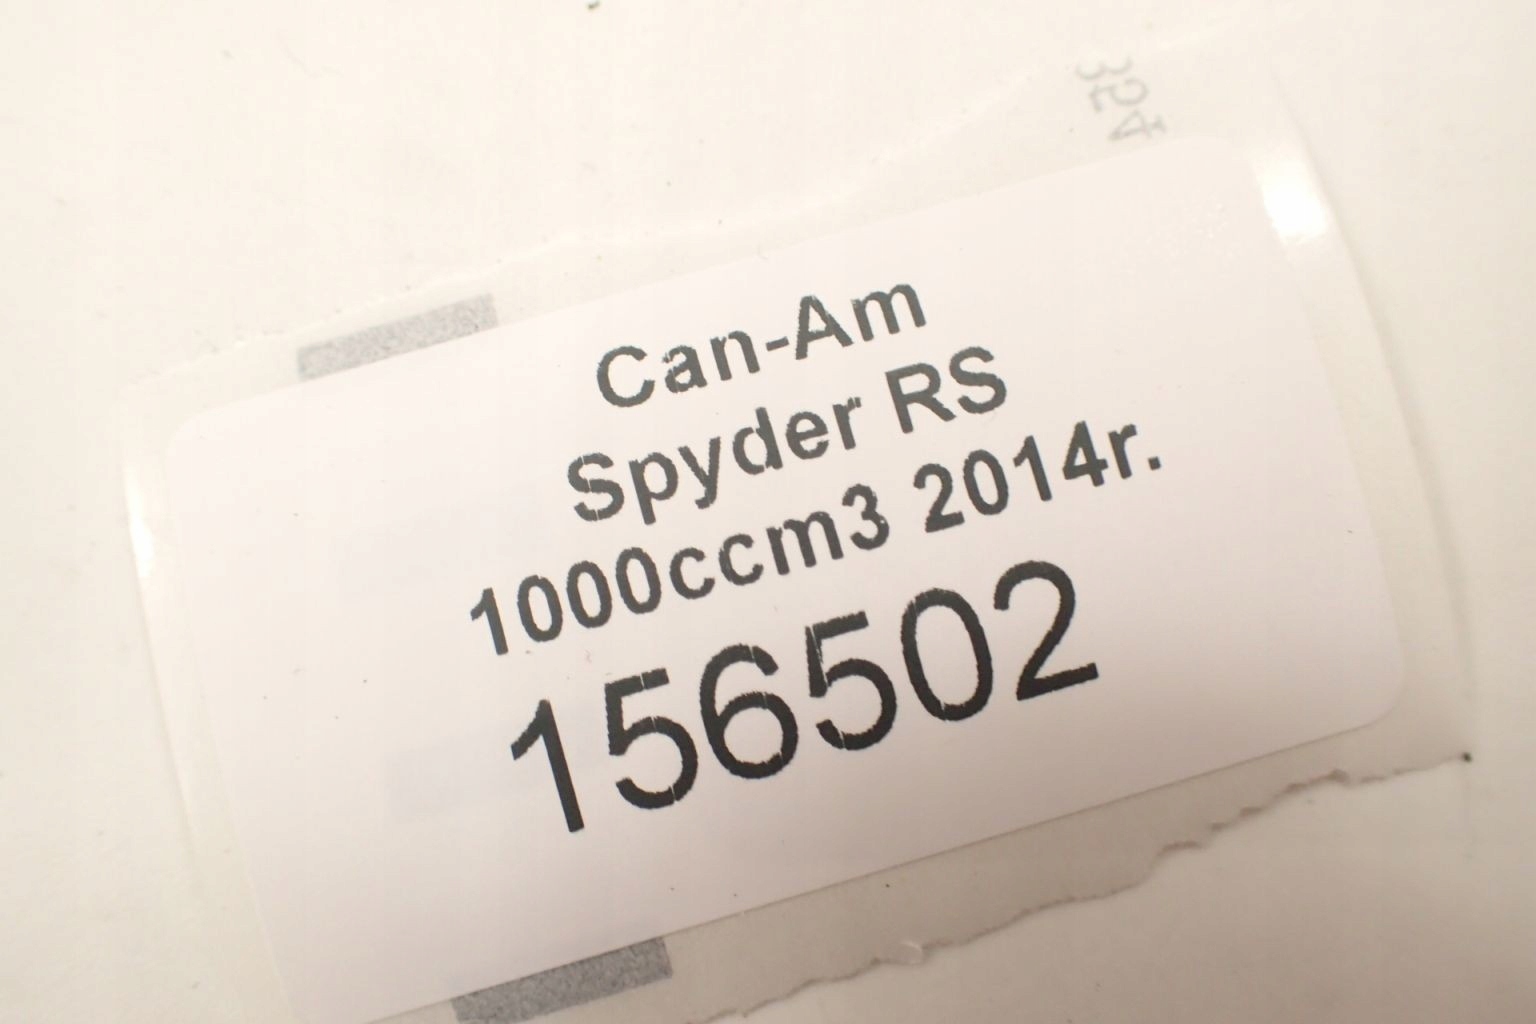 Can-Am
Spyder RS
1000ccm3 2014r.
156502